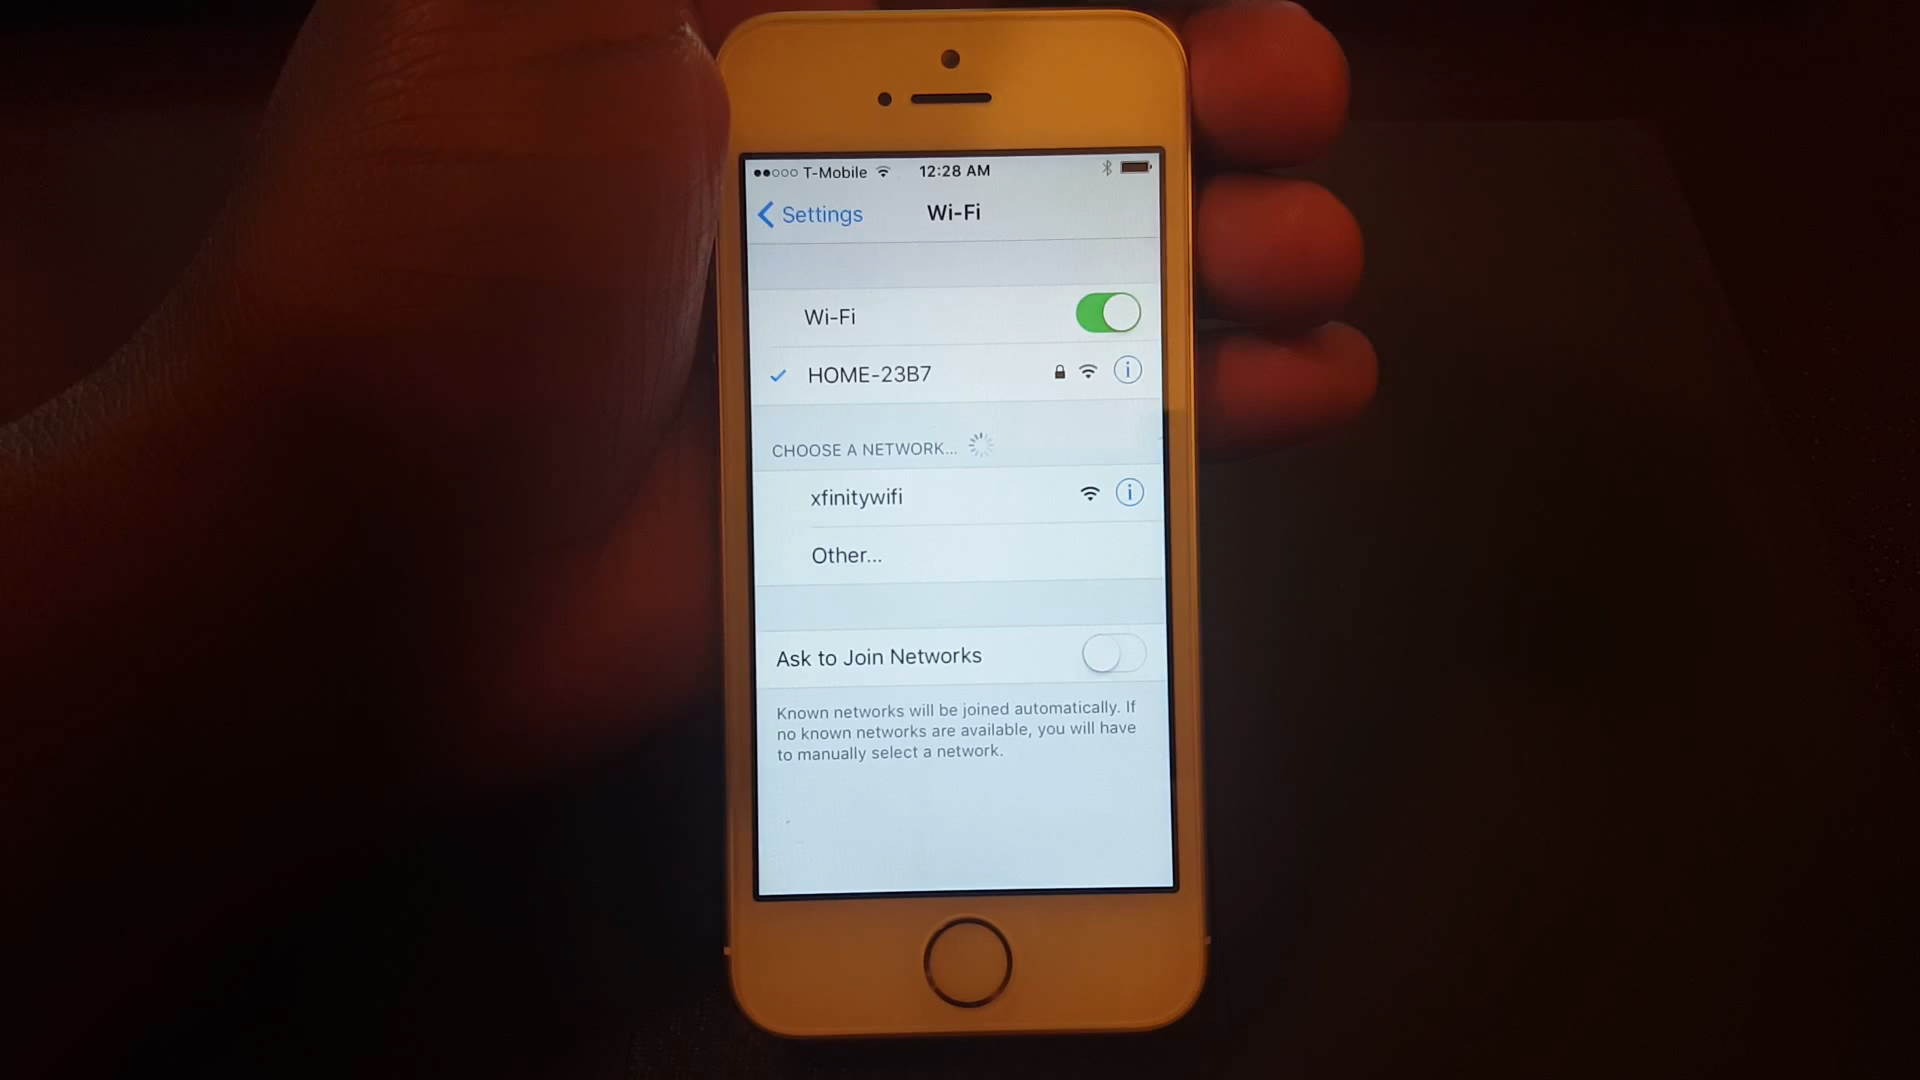 T-Mobile 12:28 AM
Settings Wi-Fi
Wi-Fi
HOME-23B7
CHOOSE A NETWORK...
xfinitywifi
Other...
Ask to Join Networks
Known networks will be joined automatically. If
no known networks are available, you will have
to manually select a network.